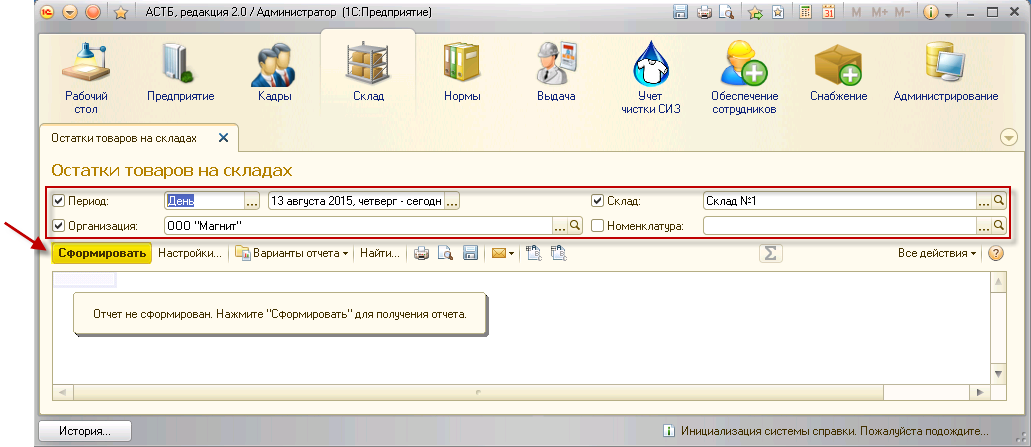 АСТБ, редакция 2.0 / Администратор (1С:Предприятие)
M M+ M-
Рабочий стол
Предприятие
Кадры
Склад
Нормы
Выдача
Учет чистки СИЗ
Обеспечение сотрудников
Снабжение
Администрирование
Остатки товаров на складах
Остатки товаров на складах
Период: День ... 13 августа 2015, четверг - сегодн ... Склад: Склад №1 ...
Организация: ООО "Магнит" ... Номенклатура: ...
Сформировать Настройки... Варианты отчета Найти... Σ Все действия ?
Отчет не сформирован. Нажмите "Сформировать" для получения отчета.
История... Инициализация системы справки. Пожалуйста подождите...